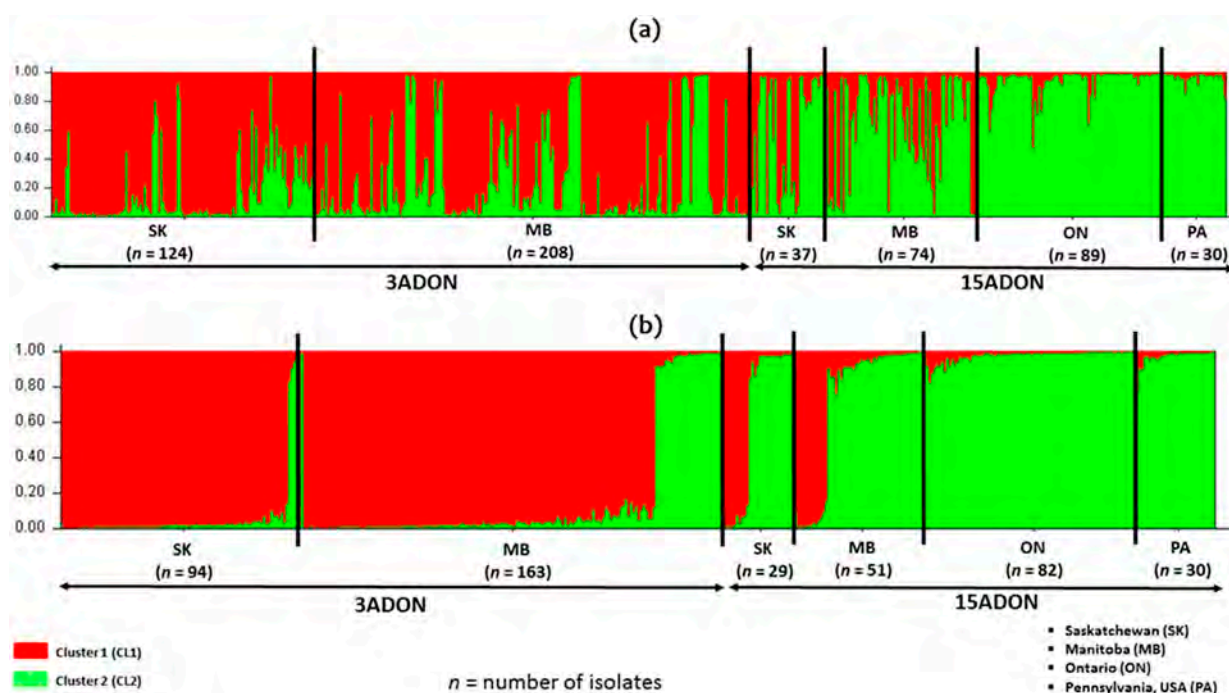 (a)
1.00
0.80
0.60
0.40
0.20
0.00
SK MB SK MB ON PA
(n = 124) (n = 208) (n = 37) (n = 74) (n = 89) (n = 30)
3ADON 15ADON
(b)
1.00
0.80
0.60
0.40
0.20
0.00
SK MB SK MB ON PA
(n = 94) (n = 163) (n = 29) (n = 51) (n = 82) (n = 30)
3ADON 15ADON
Cluster 1 (CL1)
Cluster 2 (CL2)
n = number of isolates
▪ Saskatchewan (SK)
▪ Manitoba (MB)
▪ Ontario (ON)
▪ Pennsylvania, USA (PA)